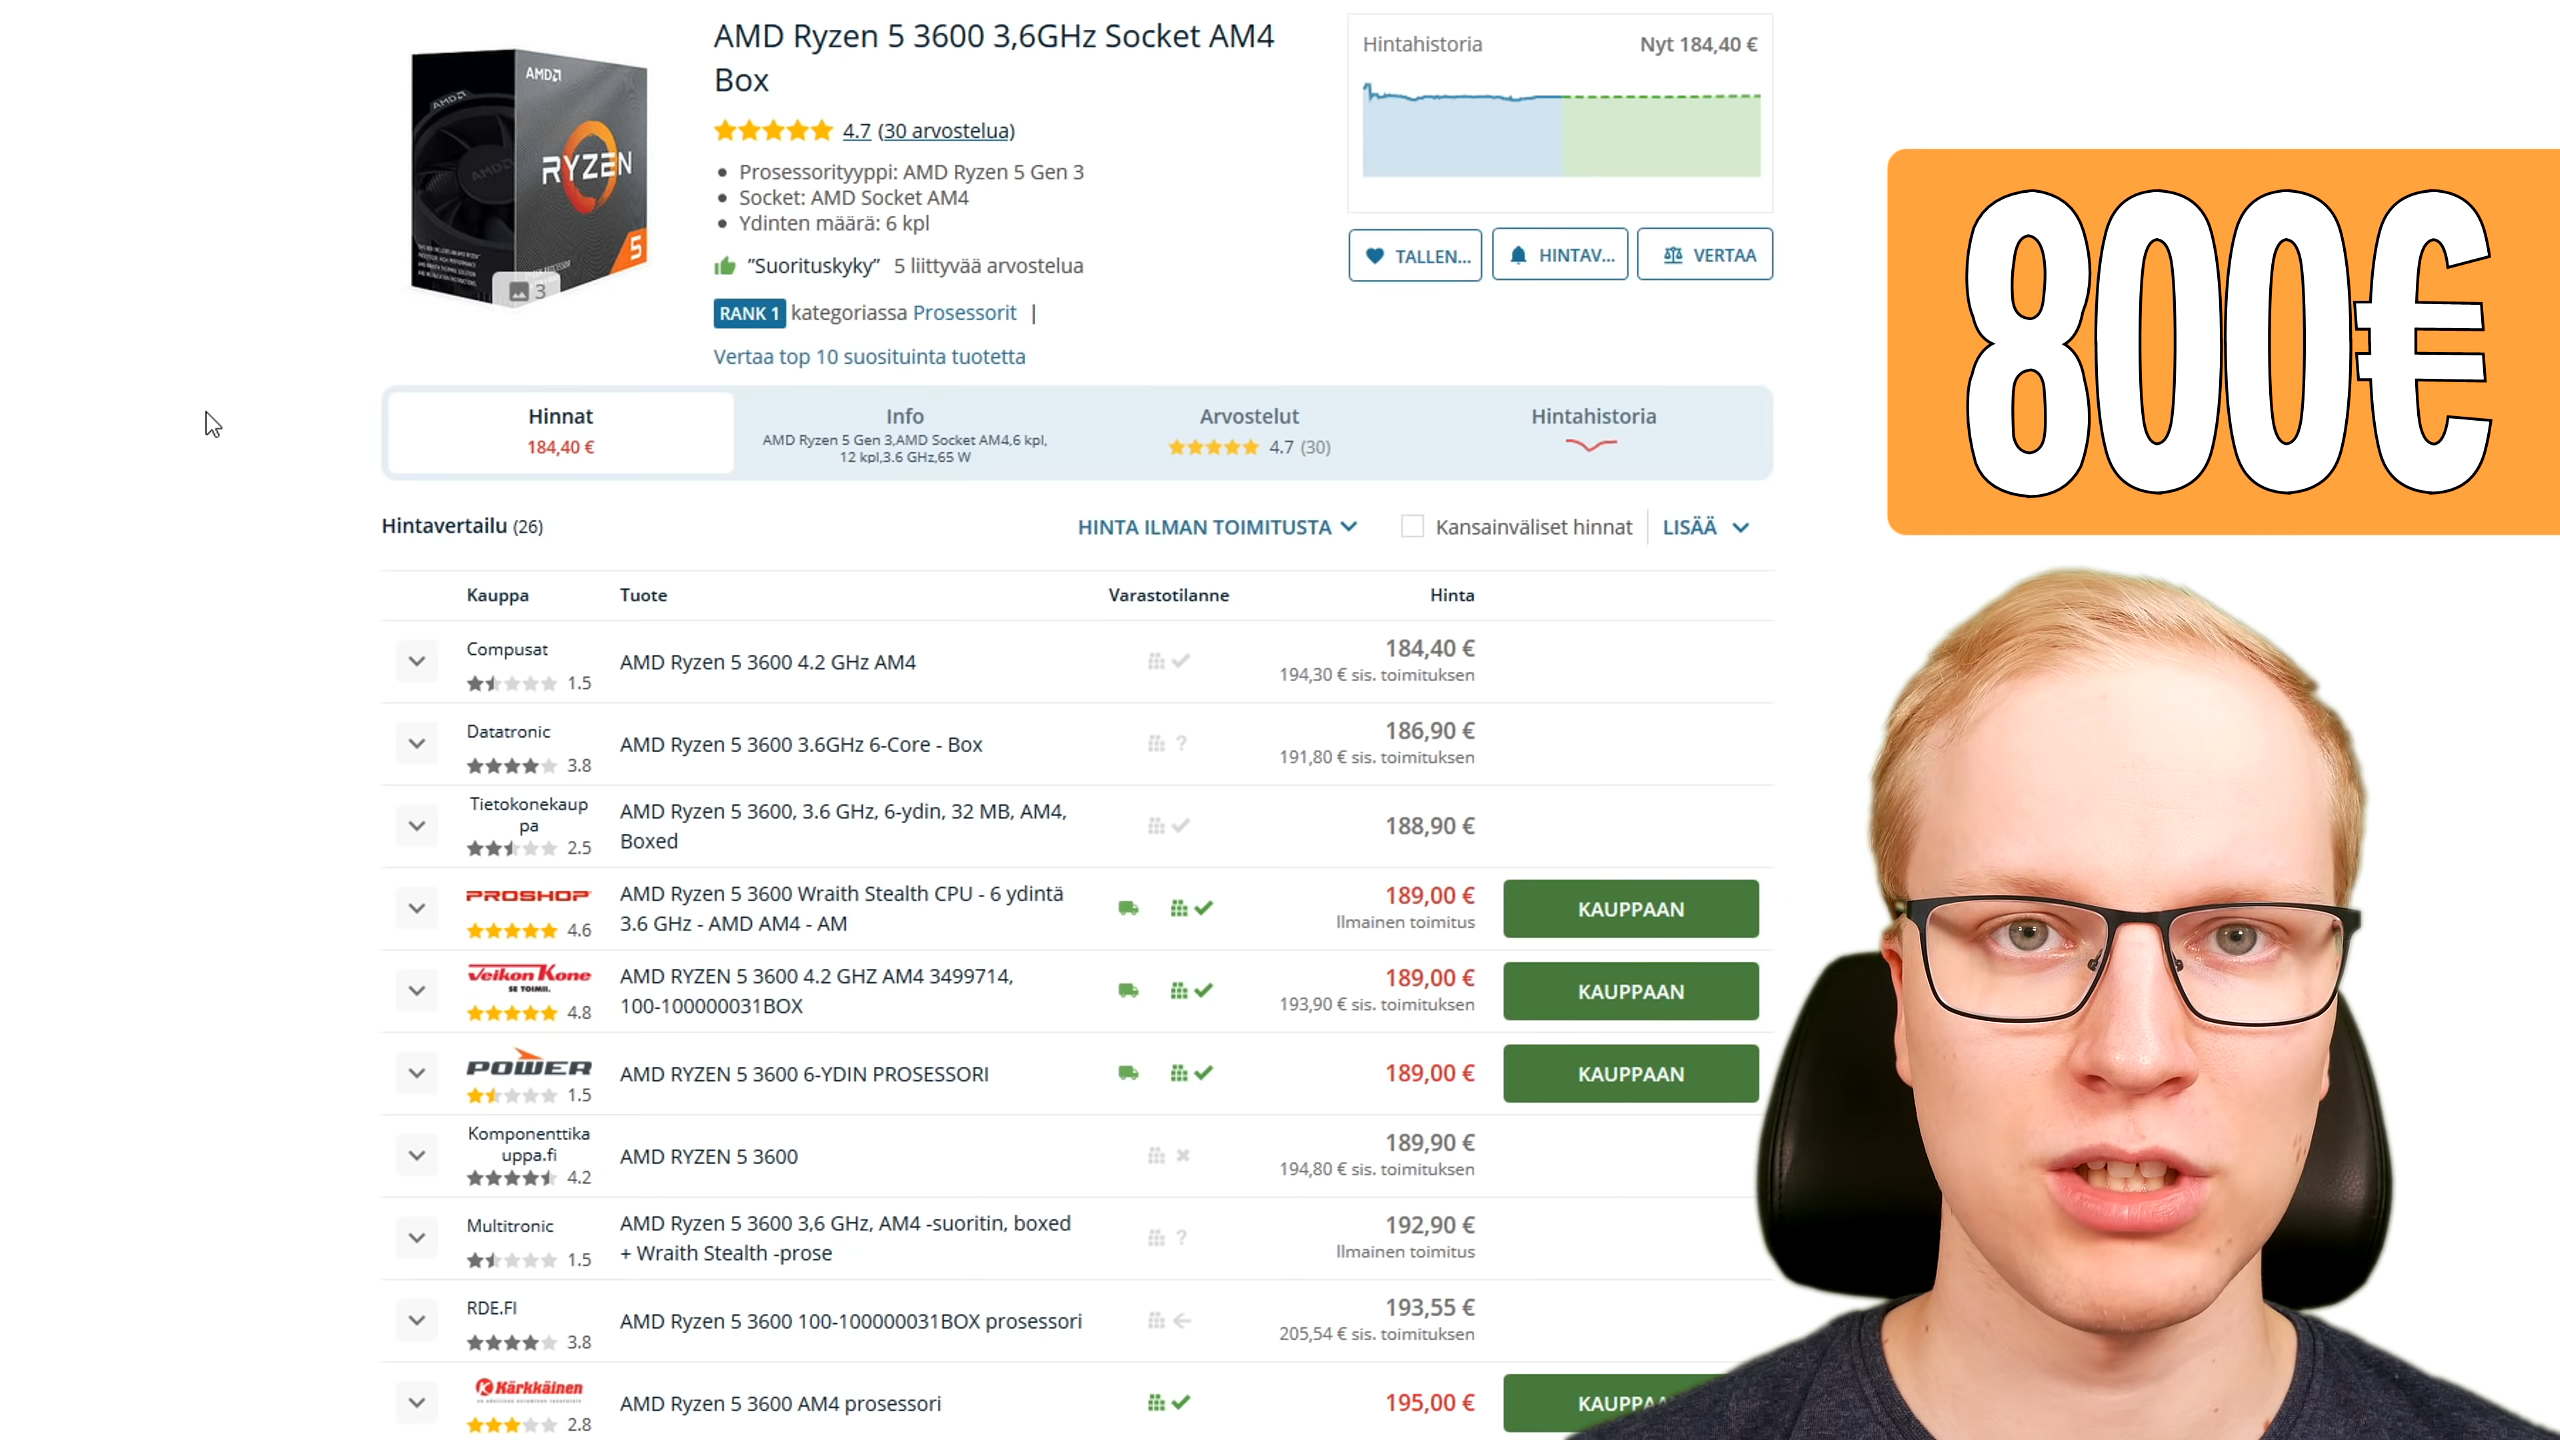 AMD Ryzen 5 3600 3,6GHz Socket AM4
Box
4.7 (30 arvostelua)
Prosessorityyppi: AMD Ryzen 5 Gen 3
Socket: AMD Socket AM4
Ydinten määrä: 6 kpl
”Suorituskyky” 5 liittyvää arvostelua
RANK 1 kategoriassa Prosessorit |
Vertaa top 10 suosituinta tuotetta
AMD
AMD
AMD
RYZEN
5
3
Hintahistoria Nyt 184,40 €
TALLEN... HINTAV... VERTAA
800€
Hinnat
184,40 €
Info
AMD Ryzen 5 Gen 3,AMD Socket AM4,6 kpl,
12 kpl,3.6 GHz,65 W
Arvostelut
4.7 (30)
Hintahistoria
Hintavertailu (26) HINTA ILMAN TOIMITUSTA Kansainväliset hinnat LISÄÄ
Kauppa Tuote Varastotilanne Hinta
Compusat
1.5
AMD Ryzen 5 3600 4.2 GHz AM4
184,40 €
194,30 € sis. toimituksen
Datatronic
3.8
AMD Ryzen 5 3600 3.6GHz 6-Core - Box
?
186,90 €
191,80 € sis. toimituksen
Tietokonekaup
pa
2.5
AMD Ryzen 5 3600, 3.6 GHz, 6-ydin, 32 MB, AM4,
Boxed
188,90 €
PROSHOP
4.6
AMD Ryzen 5 3600 Wraith Stealth CPU - 6 ydintä
3.6 GHz - AMD AM4 - AM
189,00 €
Ilmainen toimitus
KAUPPAAN
Veikon Kone
SE TOIMII.
4.8
AMD RYZEN 5 3600 4.2 GHZ AM4 3499714,
100-100000031BOX
189,00 €
193,90 € sis. toimituksen
KAUPPAAN
POWER
1.5
AMD RYZEN 5 3600 6-YDIN PROSESSORI
189,00 €
KAUPPAAN
Komponenttika
uppa.fi
4.2
AMD RYZEN 5 3600
189,90 €
194,80 € sis. toimituksen
Multitronic
1.5
AMD Ryzen 5 3600 3,6 GHz, AM4 -suoritin, boxed
+ Wraith Stealth -prose
?
192,90 €
Ilmainen toimitus
RDE.FI
3.8
AMD Ryzen 5 3600 100-100000031BOX prosessori
193,55 €
205,54 € sis. toimituksen
Kärkkäinen
2.8
AMD Ryzen 5 3600 AM4 prosessori
195,00 €
KAUPPA